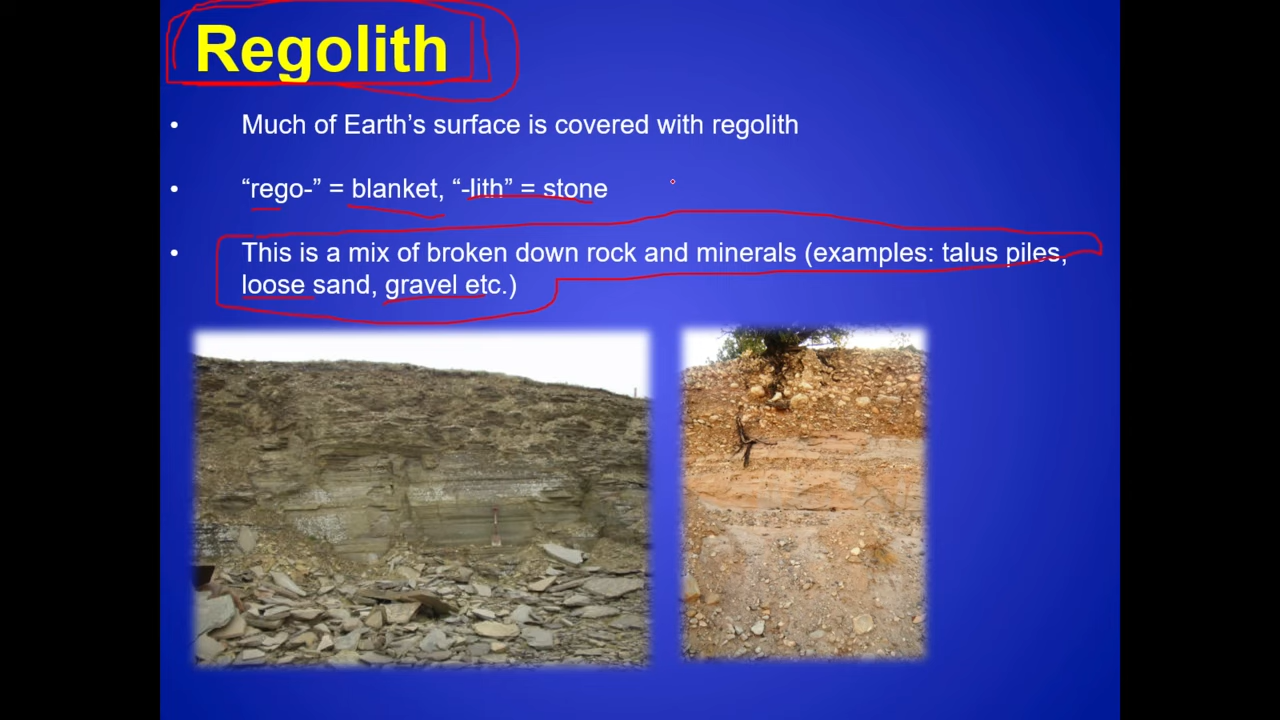 Regolith
• Much of Earth’s surface is covered with regolith
• “rego-” = blanket, “-lith” = stone
• This is a mix of broken down rock and minerals (examples: talus piles,
loose sand, gravel etc.)